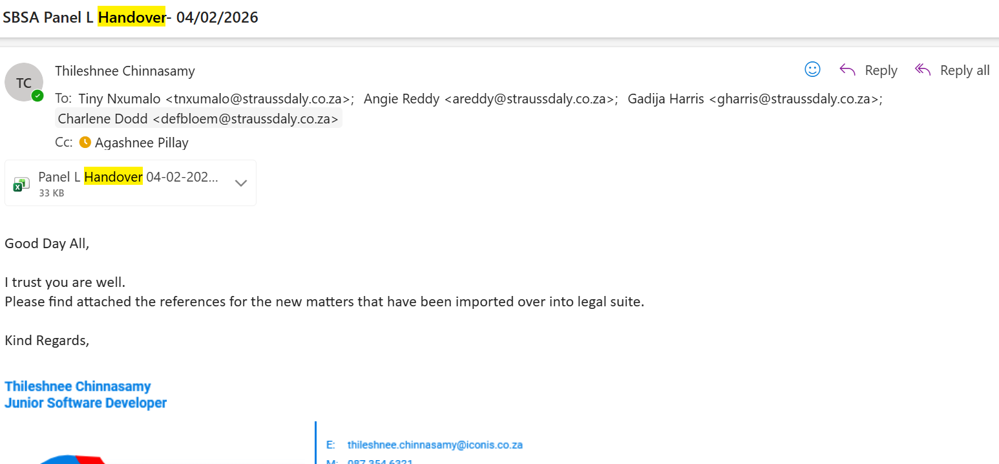 SBSA Panel L Handover- 04/02/2026
TC
Thileshnee Chinnasamy
Reply
Reply all
To: Tiny Nxumalo <tnxumalo@straussdaly.co.za>; Angie Reddy <areddy@straussdaly.co.za>; Gadija Harris <gharris@straussdaly.co.za>;
Charlene Dodd <defbloem@straussdaly.co.za>
Cc: Agashnee Pillay
Panel L Handover 04-02-202...
33 KB
Good Day All,
I trust you are well.
Please find attached the references for the new matters that have been imported over into legal suite.
Kind Regards,
Thileshnee Chinnasamy
Junior Software Developer
E: thileshnee.chinnasamy@iconis.co.za
M: 087 354 6321